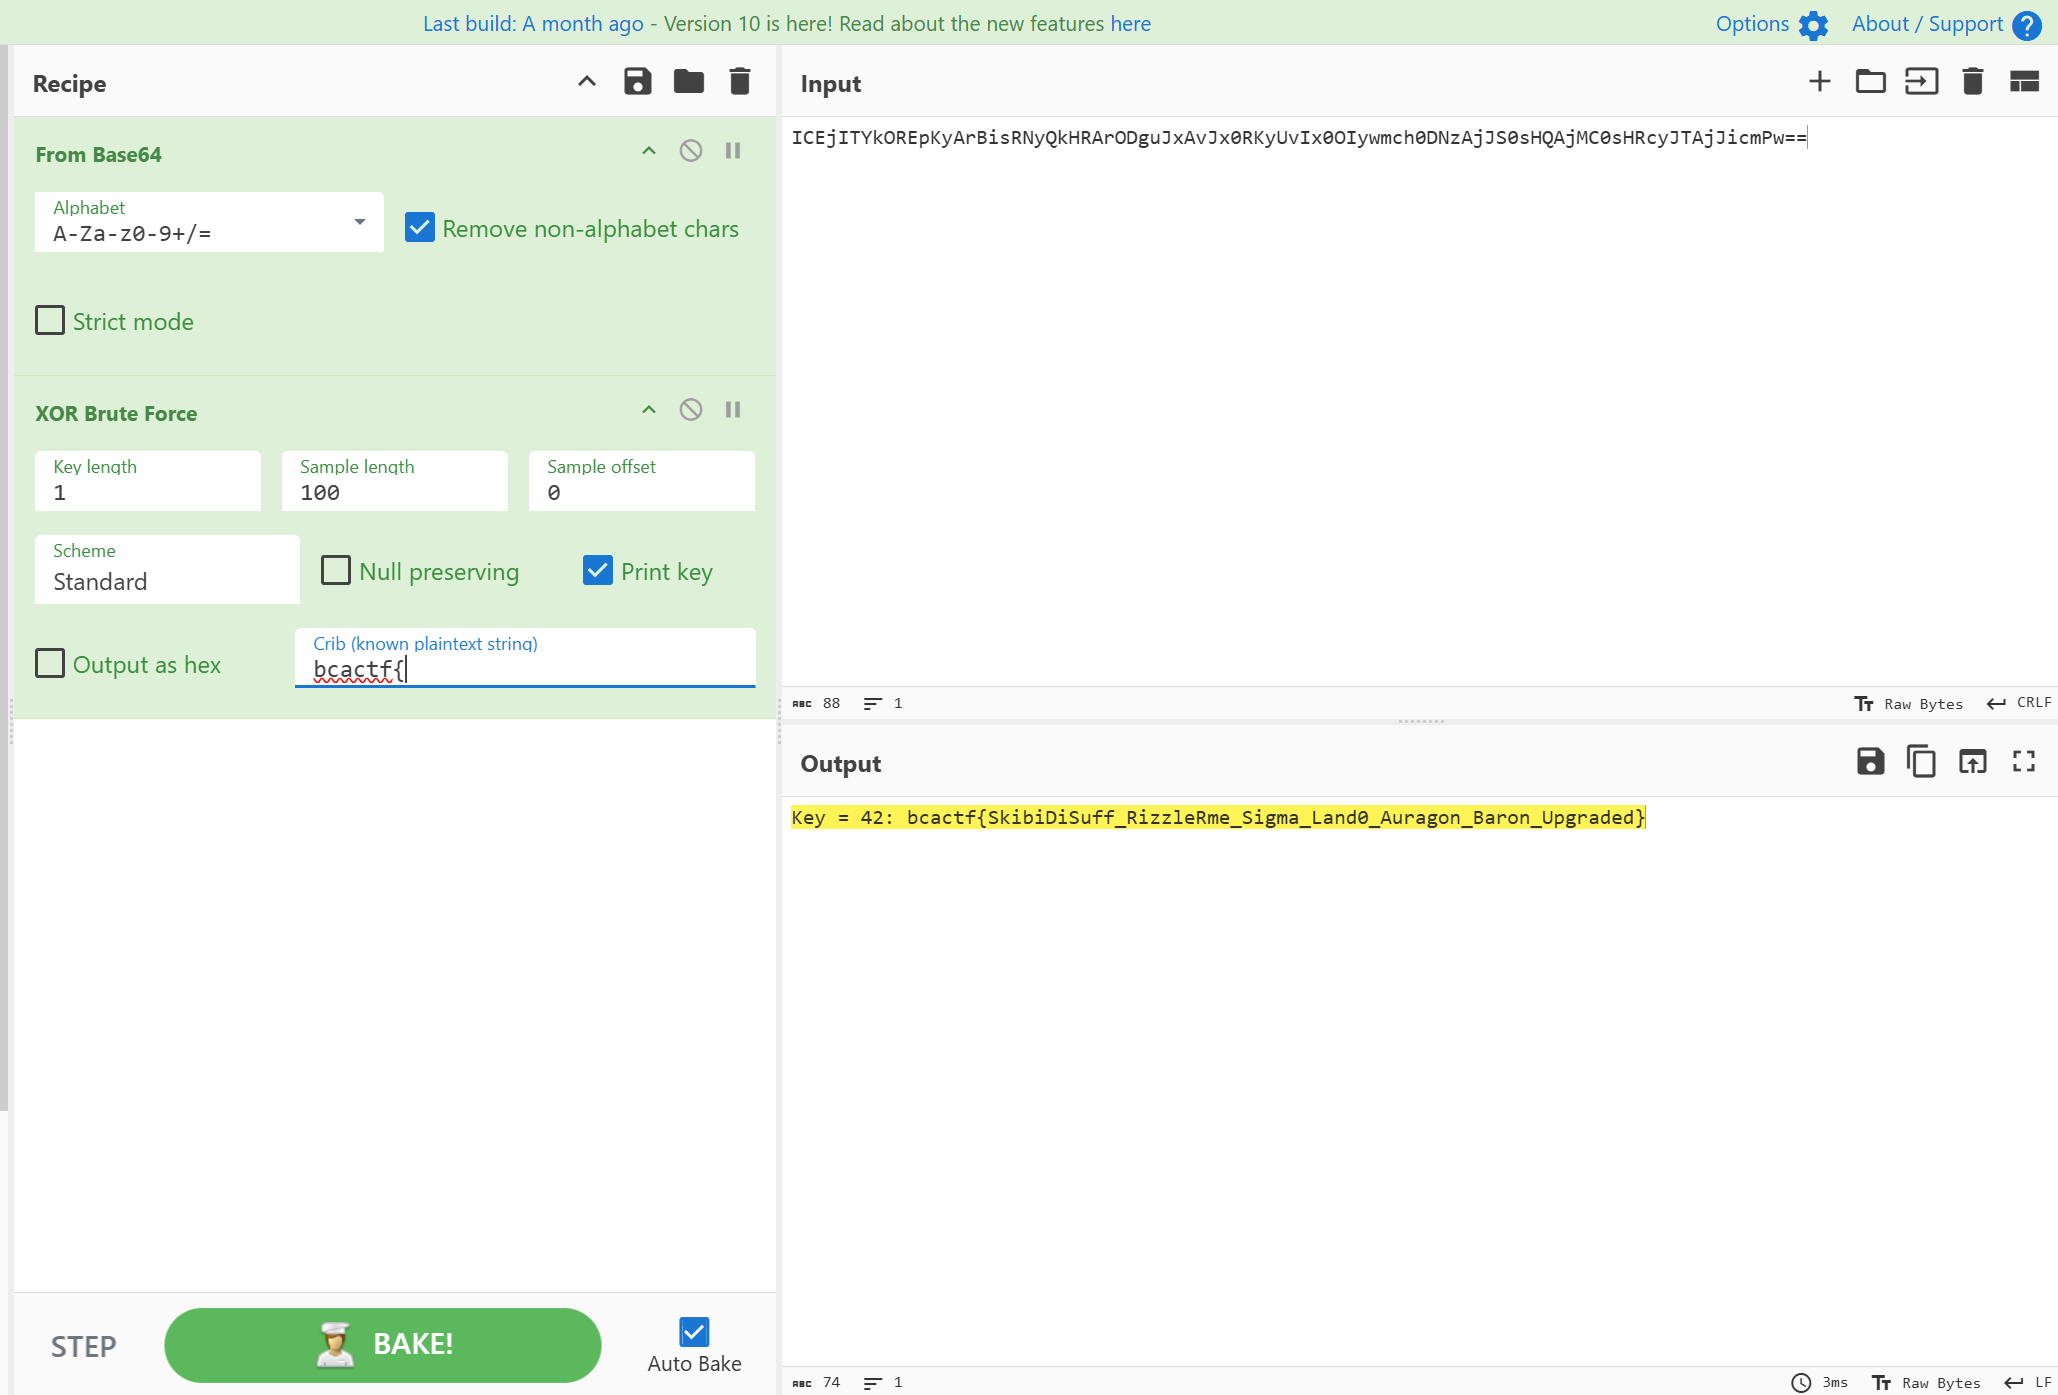 Last build: A month ago - Version 10 is here! Read about the new features here
Options
About / Support
Recipe
From Base64
Alphabet
A-Za-z0-9+/=
Remove non-alphabet chars
Strict mode
XOR Brute Force
Key length
1
Sample length
100
Sample offset
0
Scheme
Standard
Null preserving
Print key
Output as hex
Crib (known plaintext string)
bcactf{
STEP
BAKE!
Auto Bake
Input
ICEjITYkOREpKyArBisRNyQkHRArODguJxAvJx0RKyUvIx0OIywmch0DNzAjJS0sHQAjMC0sHRcyJTAjJicmPw==
ABC 88
1
Raw Bytes
CRLF
Output
Key = 42: bcactf{SkibiDiSuff_RizzleRme_Sigma_Land0_Auragon_Baron_Upgraded}
ABC 74
1
3ms
Raw Bytes
LF